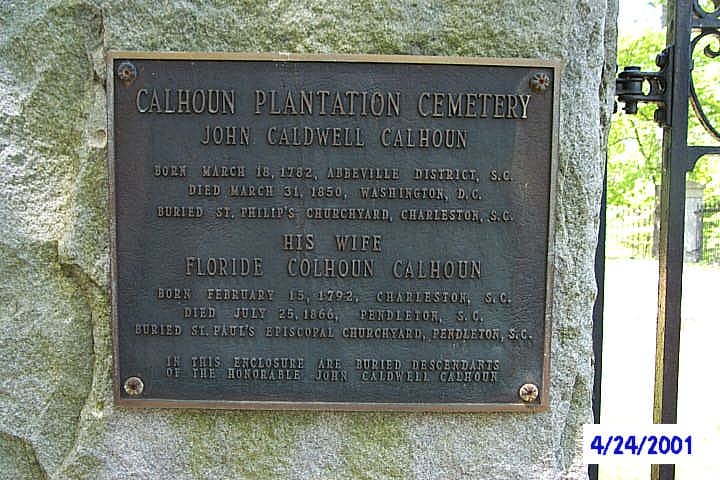 CALHOUN PLANTATION CEMETERY
JOHN CALDWELL CALHOUN
BORN MARCH 18, 1782, ABBEVILLE DISTRICT, S.C.
DIED MARCH 31, 1850, WASHINGTON, D.C.
BURIED ST. PHILIP'S CHURCHYARD, CHARLESTON, S.C.
HIS WIFE
FLORIDE COLHOUN CALHOUN
BORN FEBRUARY 15, 1792, CHARLESTON, S.C.
DIED JULY 25, 1866, PENDLETON, S.C.
BURIED ST. PAUL'S EPISCOPAL CHURCHYARD, PENDLETON, S.C.
IN THIS ENCLOSURE ARE BURIED DESCENDANTS
OF THE HONORABLE JOHN CALDWELL CALHOUN
4/24/2001